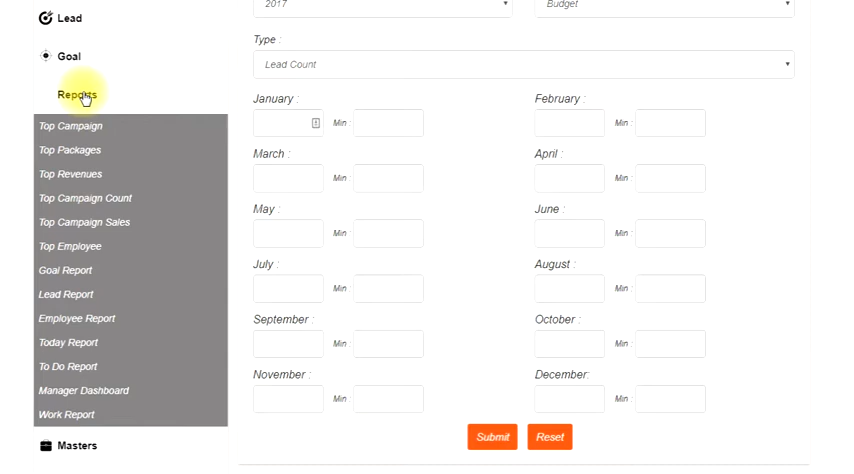 Lead
Goal
Reports
Top Campaign
Top Packages
Top Revenues
Top Campaign Count
Top Campaign Sales
Top Employee
Goal Report
Lead Report
Employee Report
Today Report
To Do Report
Manager Dashboard
Work Report
Masters
2017 Budget
Type :
Lead Count
January : February :
Min : Min :
March : April :
Min : Min :
May : June :
Min : Min :
July : August :
Min : Min :
September : October :
Min : Min :
November : December:
Min : Min :
Submit Reset